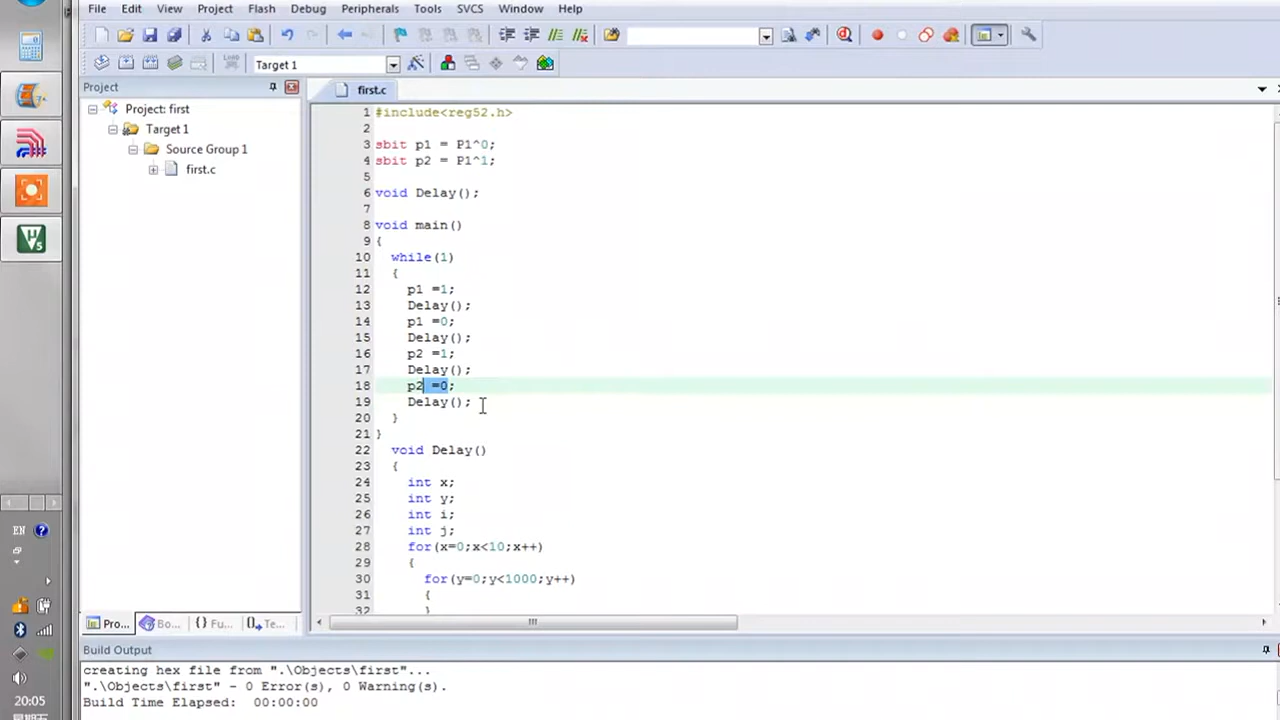 File Edit View Project Flash Debug Peripherals Tools SVCS Window Help
LOAD Target 1
Project
first.c
Project: first
Target 1
Source Group 1
first.c
1 #include<reg52.h>
2
3 sbit p1 = P1^0;
4 sbit p2 = P1^1;
5
6 void Delay();
7
8 void main()
9 {
10 while(1)
11 {
12 p1 =1;
13 Delay();
14 p1 =0;
15 Delay();
16 p2 =1;
17 Delay();
18 p2 =0;
19 Delay();
20 }
21 }
22 void Delay()
23 {
24 int x;
25 int y;
26 int i;
27 int j;
28 for(x=0;x<10;x++)
29 {
30 for(y=0;y<1000;y++)
31 {
32 }
Pro... Bo... {} Fu... Te...
Build Output
creating hex file from ".\Objects\first"...
".\Objects\first" - 0 Error(s), 0 Warning(s).
Build Time Elapsed: 00:00:00
EN
20:05